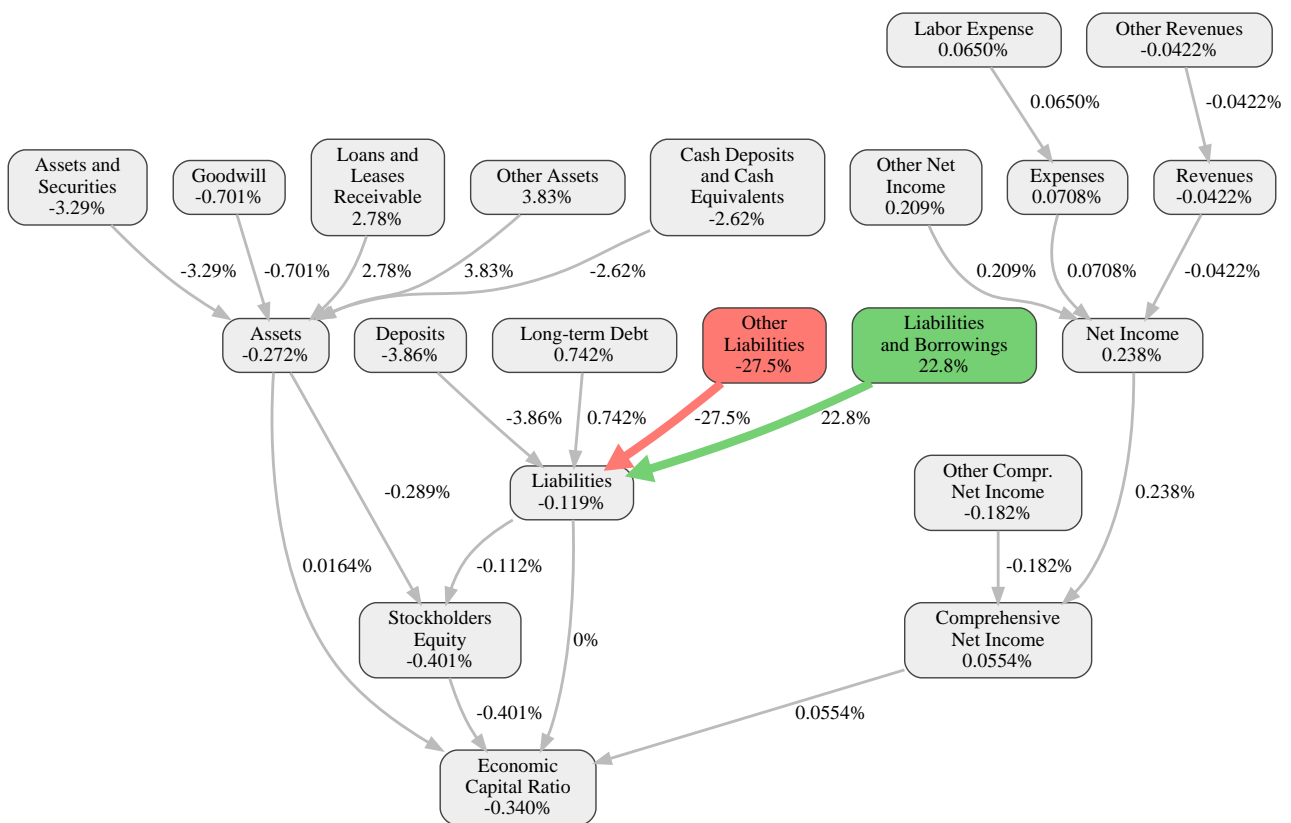 Labor Expense
0.0650%
Other Revenues
-0.0422%
0.0650%
-0.0422%
Assets and
Securities
-3.29%
Goodwill
-0.701%
Loans and
Leases
Receivable
2.78%
Other Assets
3.83%
Cash Deposits
and Cash
Equivalents
-2.62%
Other Net
Income
0.209%
Expenses
0.0708%
Revenues
-0.0422%
-3.29%
-0.701%
2.78%
3.83%
-2.62%
0.209%
0.0708%
-0.0422%
Assets
-0.272%
Deposits
-3.86%
Long-term Debt
0.742%
Other
Liabilities
-27.5%
Liabilities
and Borrowings
22.8%
Net Income
0.238%
-3.86%
0.742%
-27.5%
22.8%
-0.289%
Liabilities
-0.119%
Other Compr.
Net Income
-0.182%
0.238%
0.0164%
-0.112%
-0.182%
Stockholders
Equity
-0.401%
0%
Comprehensive
Net Income
0.0554%
-0.401%
0.0554%
Economic
Capital Ratio
-0.340%